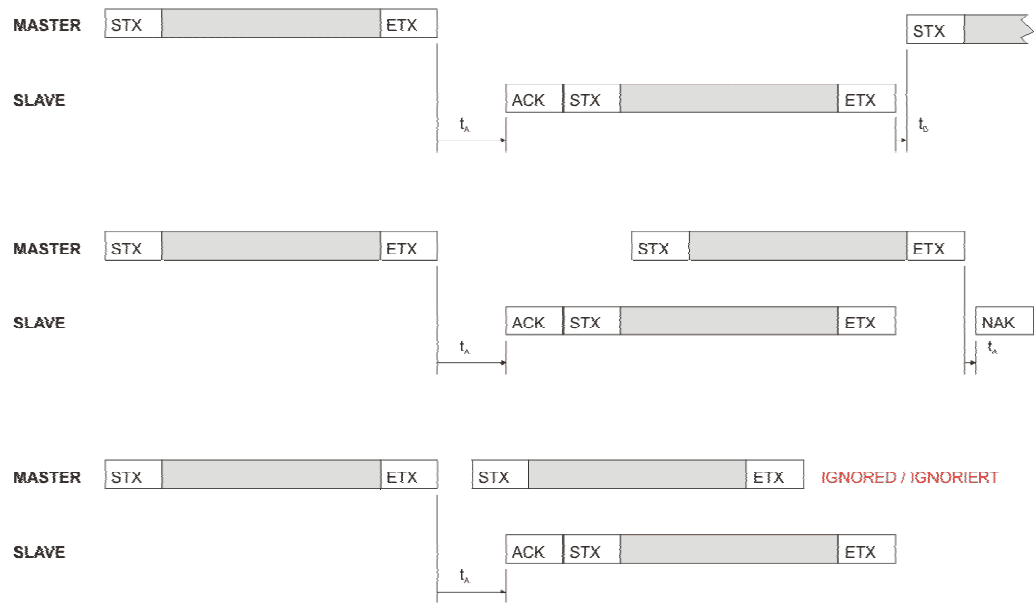 MASTER STX ETX STX
SLAVE ACK STX ETX
tA tB
MASTER STX ETX STX ETX
SLAVE ACK STX ETX NAK
tA tA
MASTER STX ETX STX ETX IGNORED / IGNORIERT
SLAVE ACK STX ETX
tA